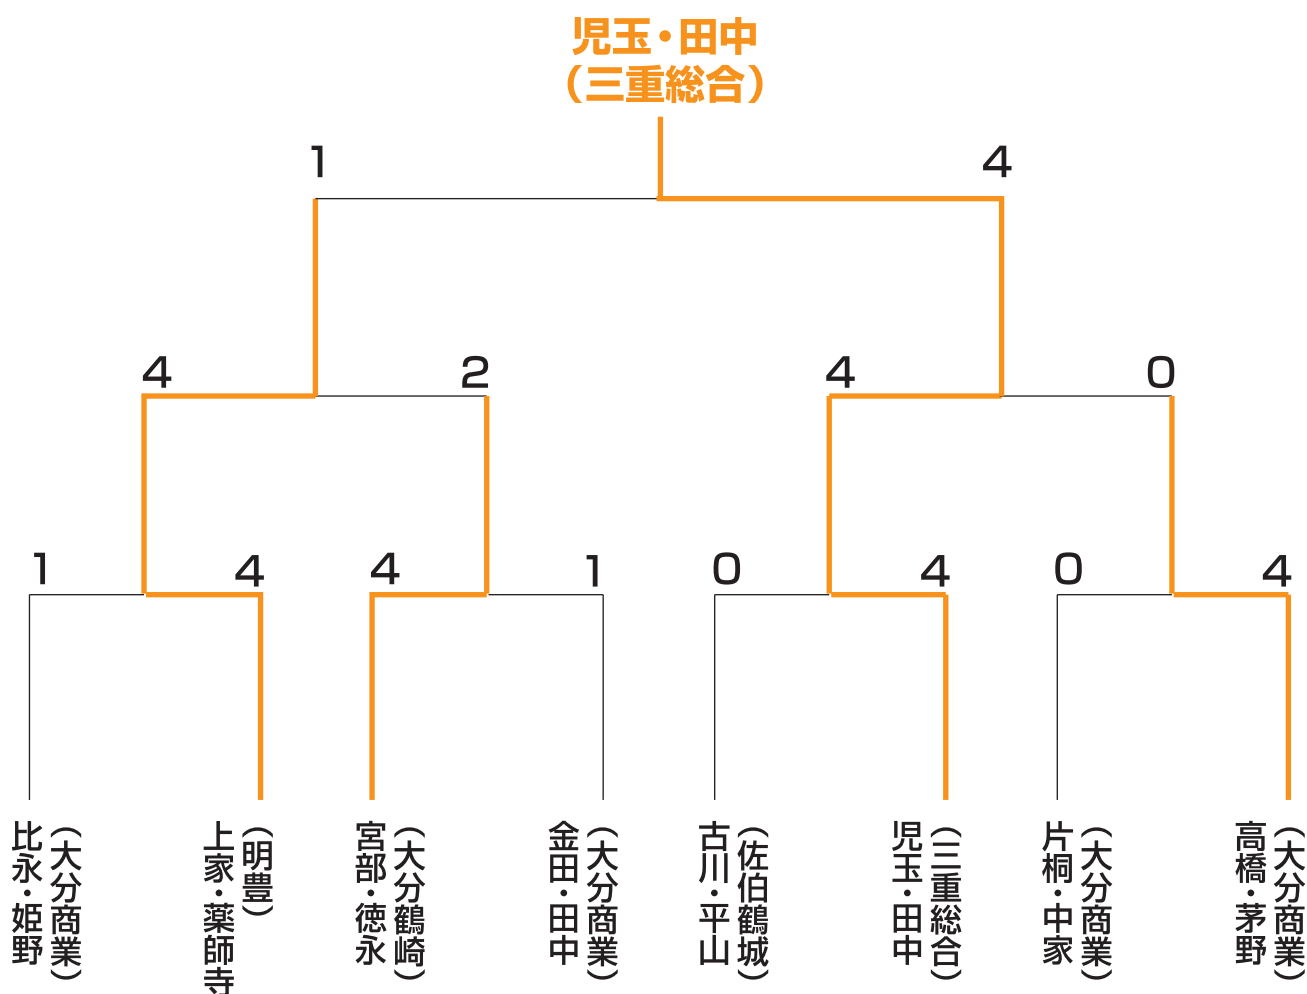 児玉・田中
（三重総合）
1
4
4
2
4
0
1
4
4
1
0
4
0
4
比永・姫野
（大分商業）
上家・薬師寺
（明豊）
宮部・徳永
（大分鶴崎）
金田・田中
（大分商業）
古川・平山
（佐伯鶴城）
児玉・田中
（三重総合）
片桐・中家
（大分商業）
高橋・茅野
（大分商業）